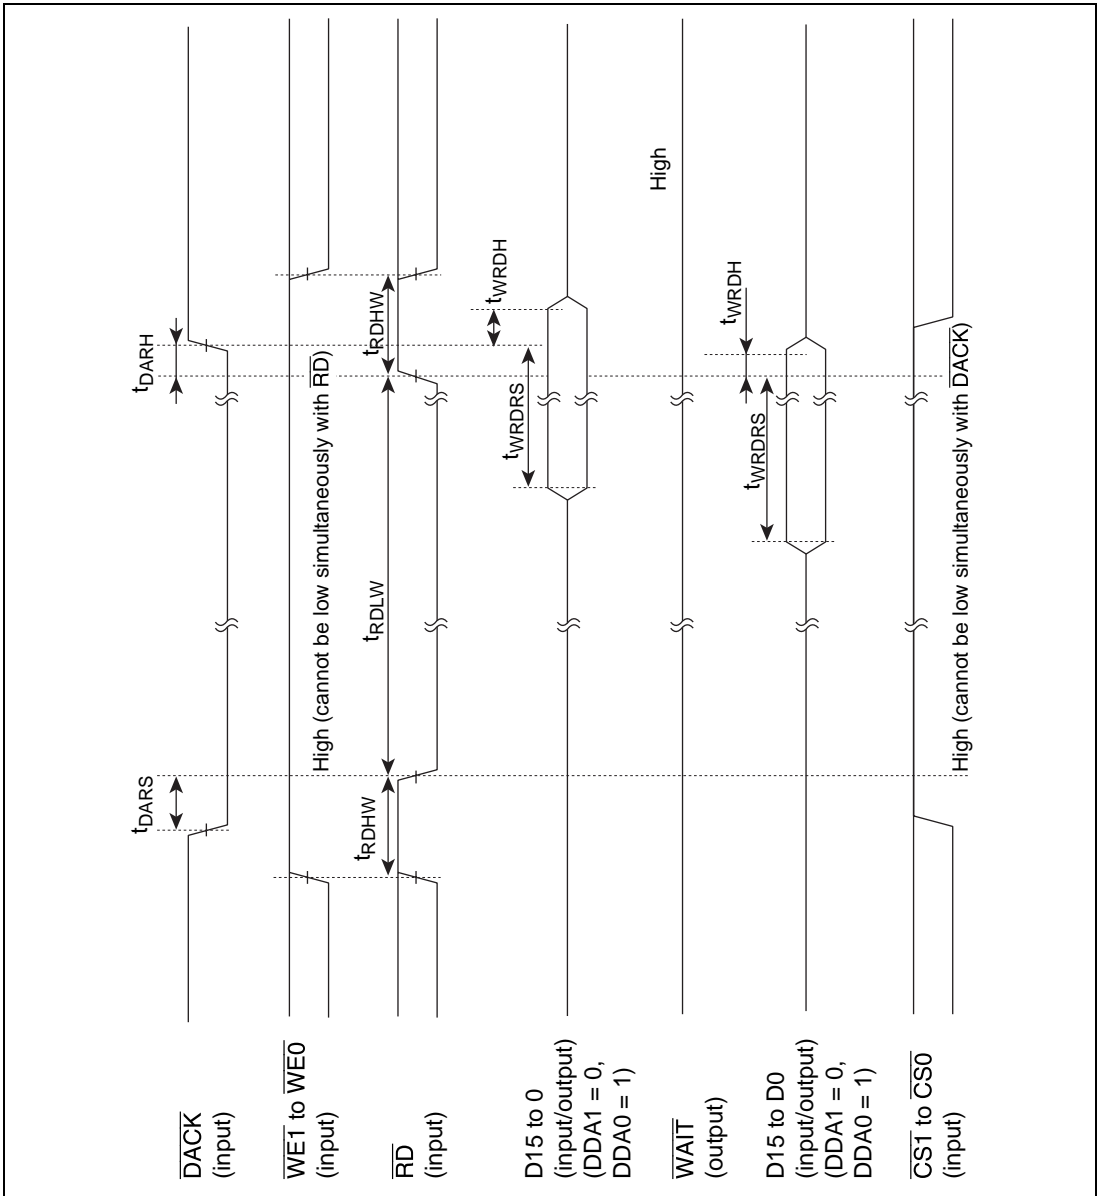 tDARS
tDARH
DACK
(input)
WE1 to WE0
(input)
High (cannot be low simultaneously with RD)
RD
(input)
tRDHW
tRDLW
tRDHW
D15 to 0
(input/output)
(DDA1 = 0,
DDA0 = 1)
tWRDRS
tWRDH
WAIT
(output)
High
D15 to D0
(input/output)
(DDA1 = 0,
DDA0 = 1)
tWRDRS
tWRDH
CS1 to CS0
(input)
High (cannot be low simultaneously with DACK)